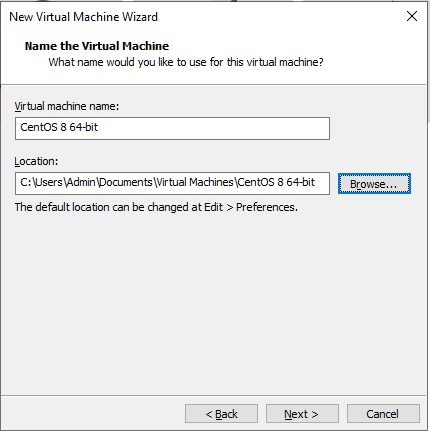 New Virtual Machine Wizard
Name the Virtual Machine
What name would you like to use for this virtual machine?
Virtual machine name:
CentOS 8 64-bit
Location:
C:\Users\Admin\Documents\Virtual Machines\CentOS 8 64-bit
Browse...
The default location can be changed at Edit > Preferences.
< Back
Next >
Cancel